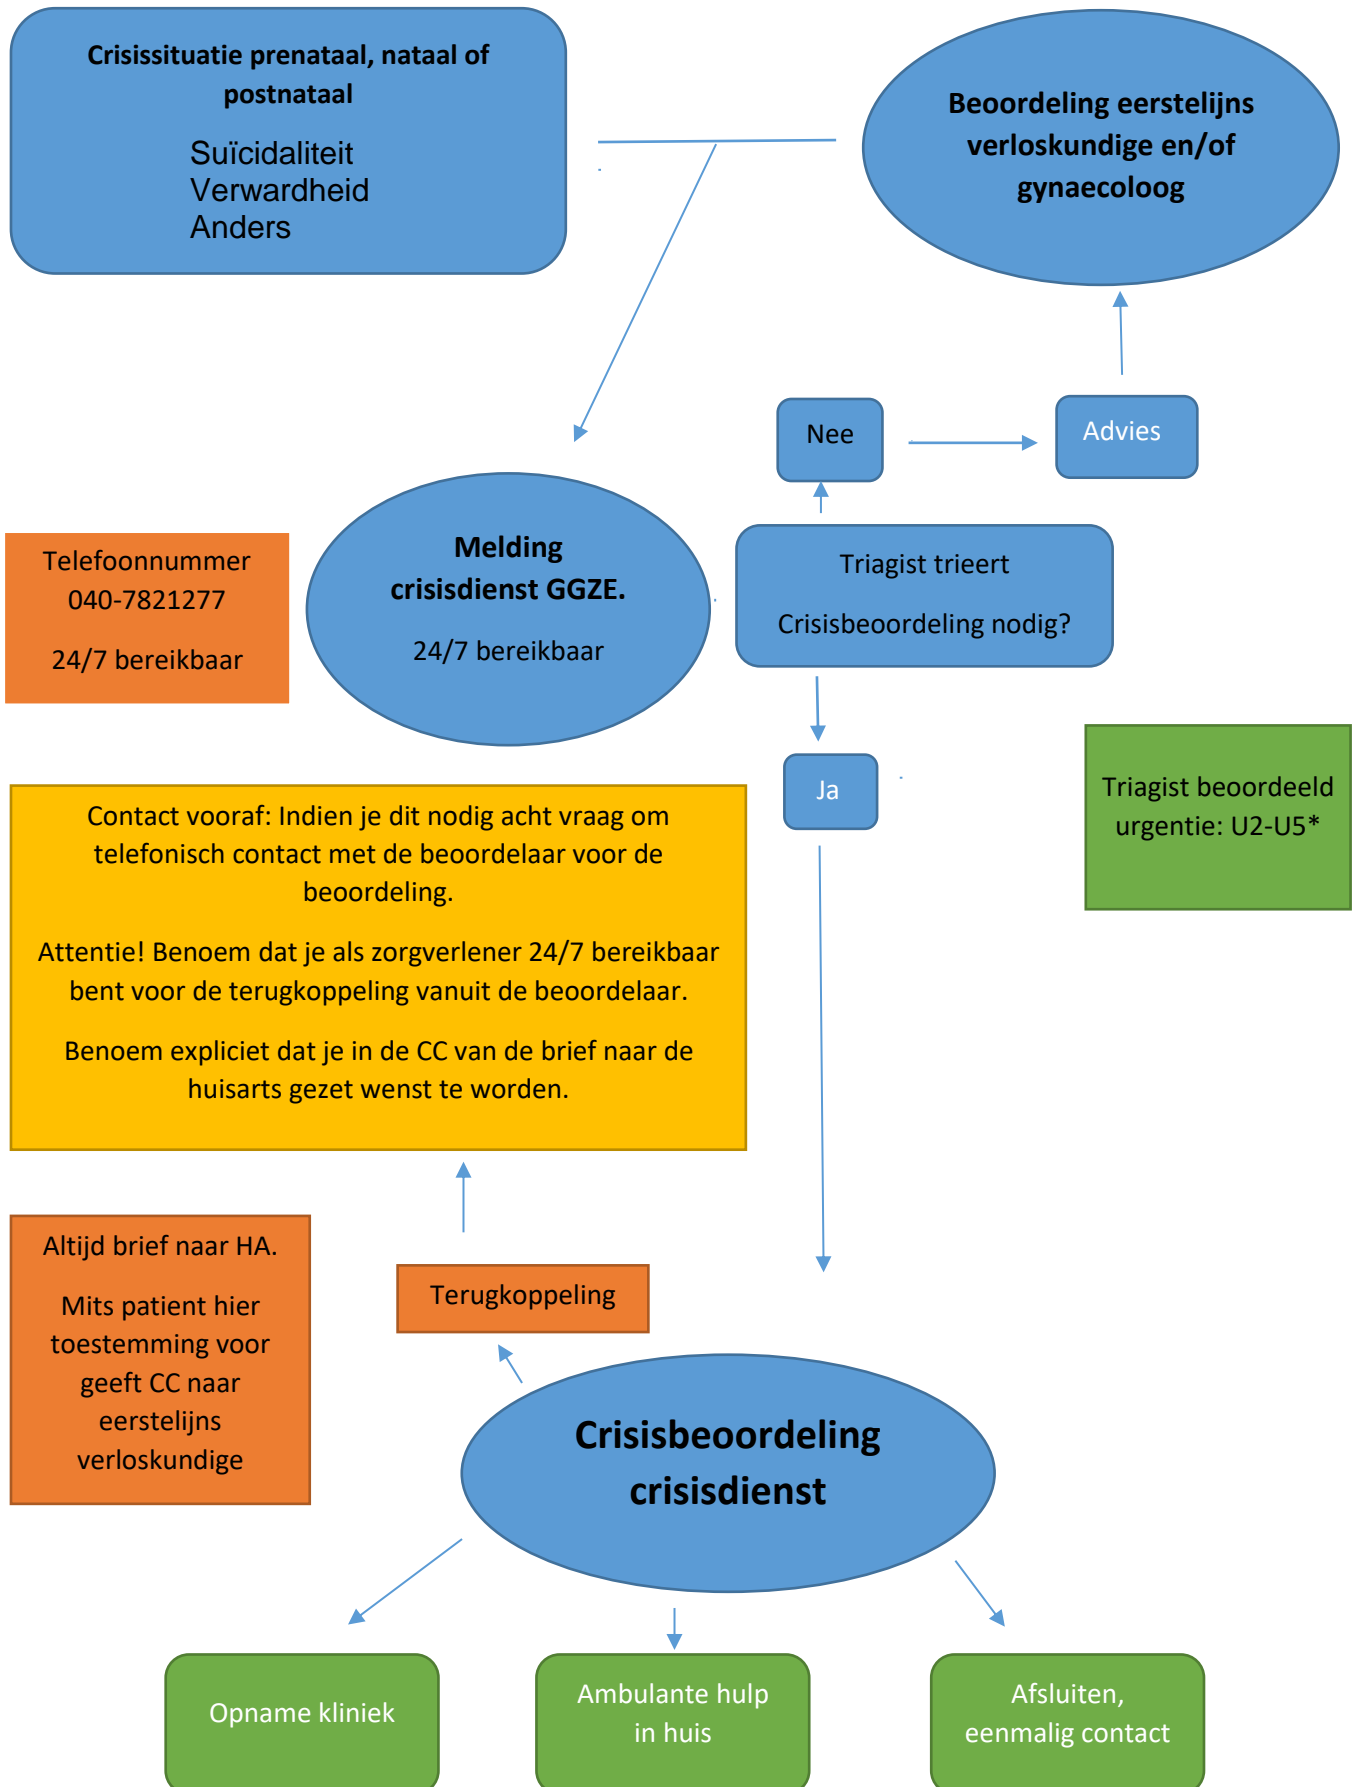 Crisissituatie prenataal, nataal of
postnataal
Suïcidaliteit
Verwardheid
Anders
Beoordeling eerstelijns
verloskundige en/of
gynaecoloog
Nee
Advies
Telefoonnummer
040-7821277
24/7 bereikbaar
Melding
crisisdienst GGZE.
24/7 bereikbaar
Triagist trieert
Crisisbeoordeling nodig?
Ja
Triagist beoordeeld
urgentie: U2-U5*
Contact vooraf: Indien je dit nodig acht vraag om
telefonisch contact met de beoordelaar voor de
beoordeling.
Attentie! Benoem dat je als zorgverlener 24/7 bereikbaar
bent voor de terugkoppeling vanuit de beoordelaar.
Benoem expliciet dat je in de CC van de brief naar de
huisarts gezet wenst te worden.
Altijd brief naar HA.
Mits patient hier
toestemming voor
geeft CC naar
eerstelijns
verloskundige
Terugkoppeling
Crisisbeoordeling
crisisdienst
Opname kliniek
Ambulante hulp
in huis
Afsluiten,
eenmalig contact